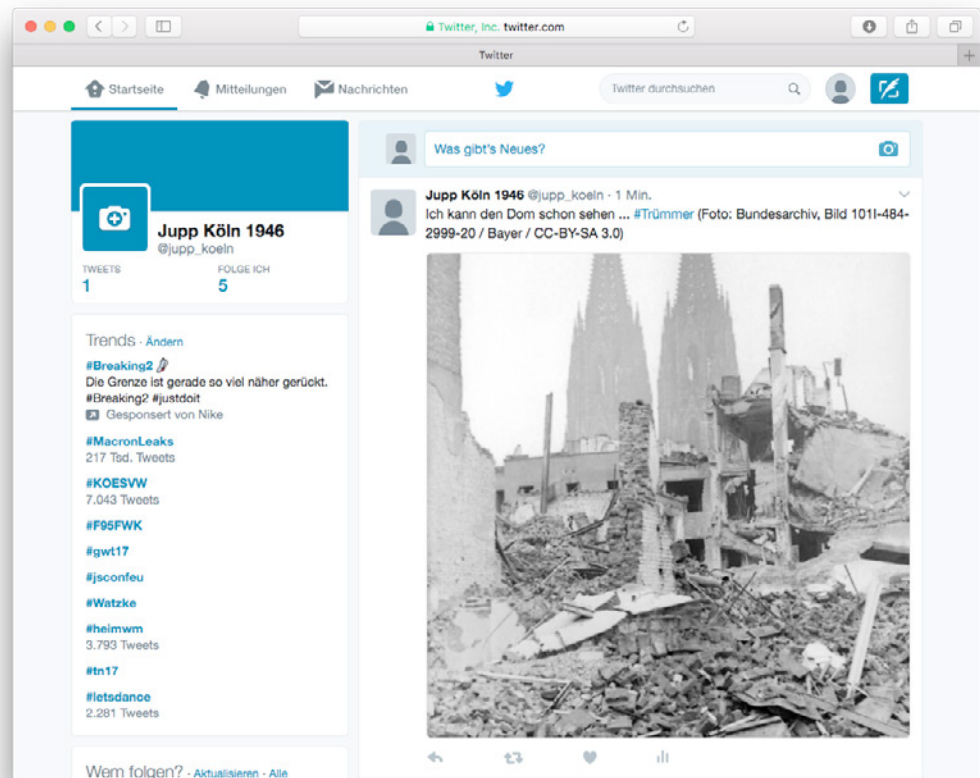 Twitter, Inc. twitter.com
Twitter
Startseite
Mitteilungen
Nachrichten
Twitter durchsuchen
Jupp Köln 1946
@jupp_koeln
TWEETS
FOLGE ICH
1
5
Trends · Ändern
#Breaking2
Die Grenze ist gerade so viel näher gerückt.
#Breaking2 #justdoit
Gesponsert von Nike
#MacronLeaks
217 Tsd. Tweets
#KOESVW
7.043 Tweets
#F95FWK
#gwt17
#jsconfeu
#Watzke
#heimwm
3.793 Tweets
#tn17
#letsdance
2.281 Tweets
Wem folgen? · Aktualisieren · Alle
Was gibt's Neues?
Jupp Köln 1946 @jupp_koeln · 1 Min.
Ich kann den Dom schon sehen ... #Trümmer (Foto: Bundesarchiv, Bild 101I-484-
2999-20 / Bayer / CC-BY-SA 3.0)